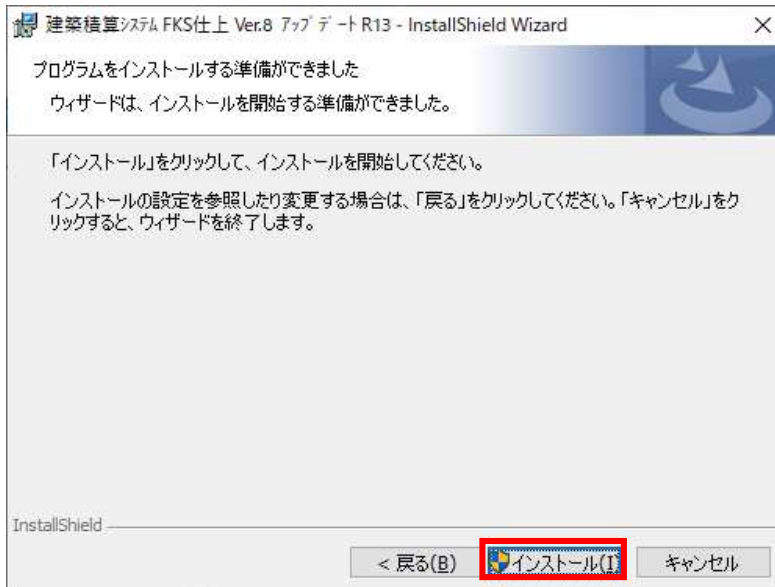 建築積算ｼｽﾃﾑ FKS仕上 Ver.8 ｱｯﾌﾟﾃﾞｰﾄ R13 - InstallShield Wizard
プログラムをインストールする準備ができました
ウィザードは、インストールを開始する準備ができました。
「インストール」をクリックして、インストールを開始してください。
インストールの設定を参照したり変更する場合は、「戻る」をクリックしてください。「キャンセル」をク
リックすると、ウィザードを終了します。
InstallShield
< 戻る(B) インストール(I) キャンセル